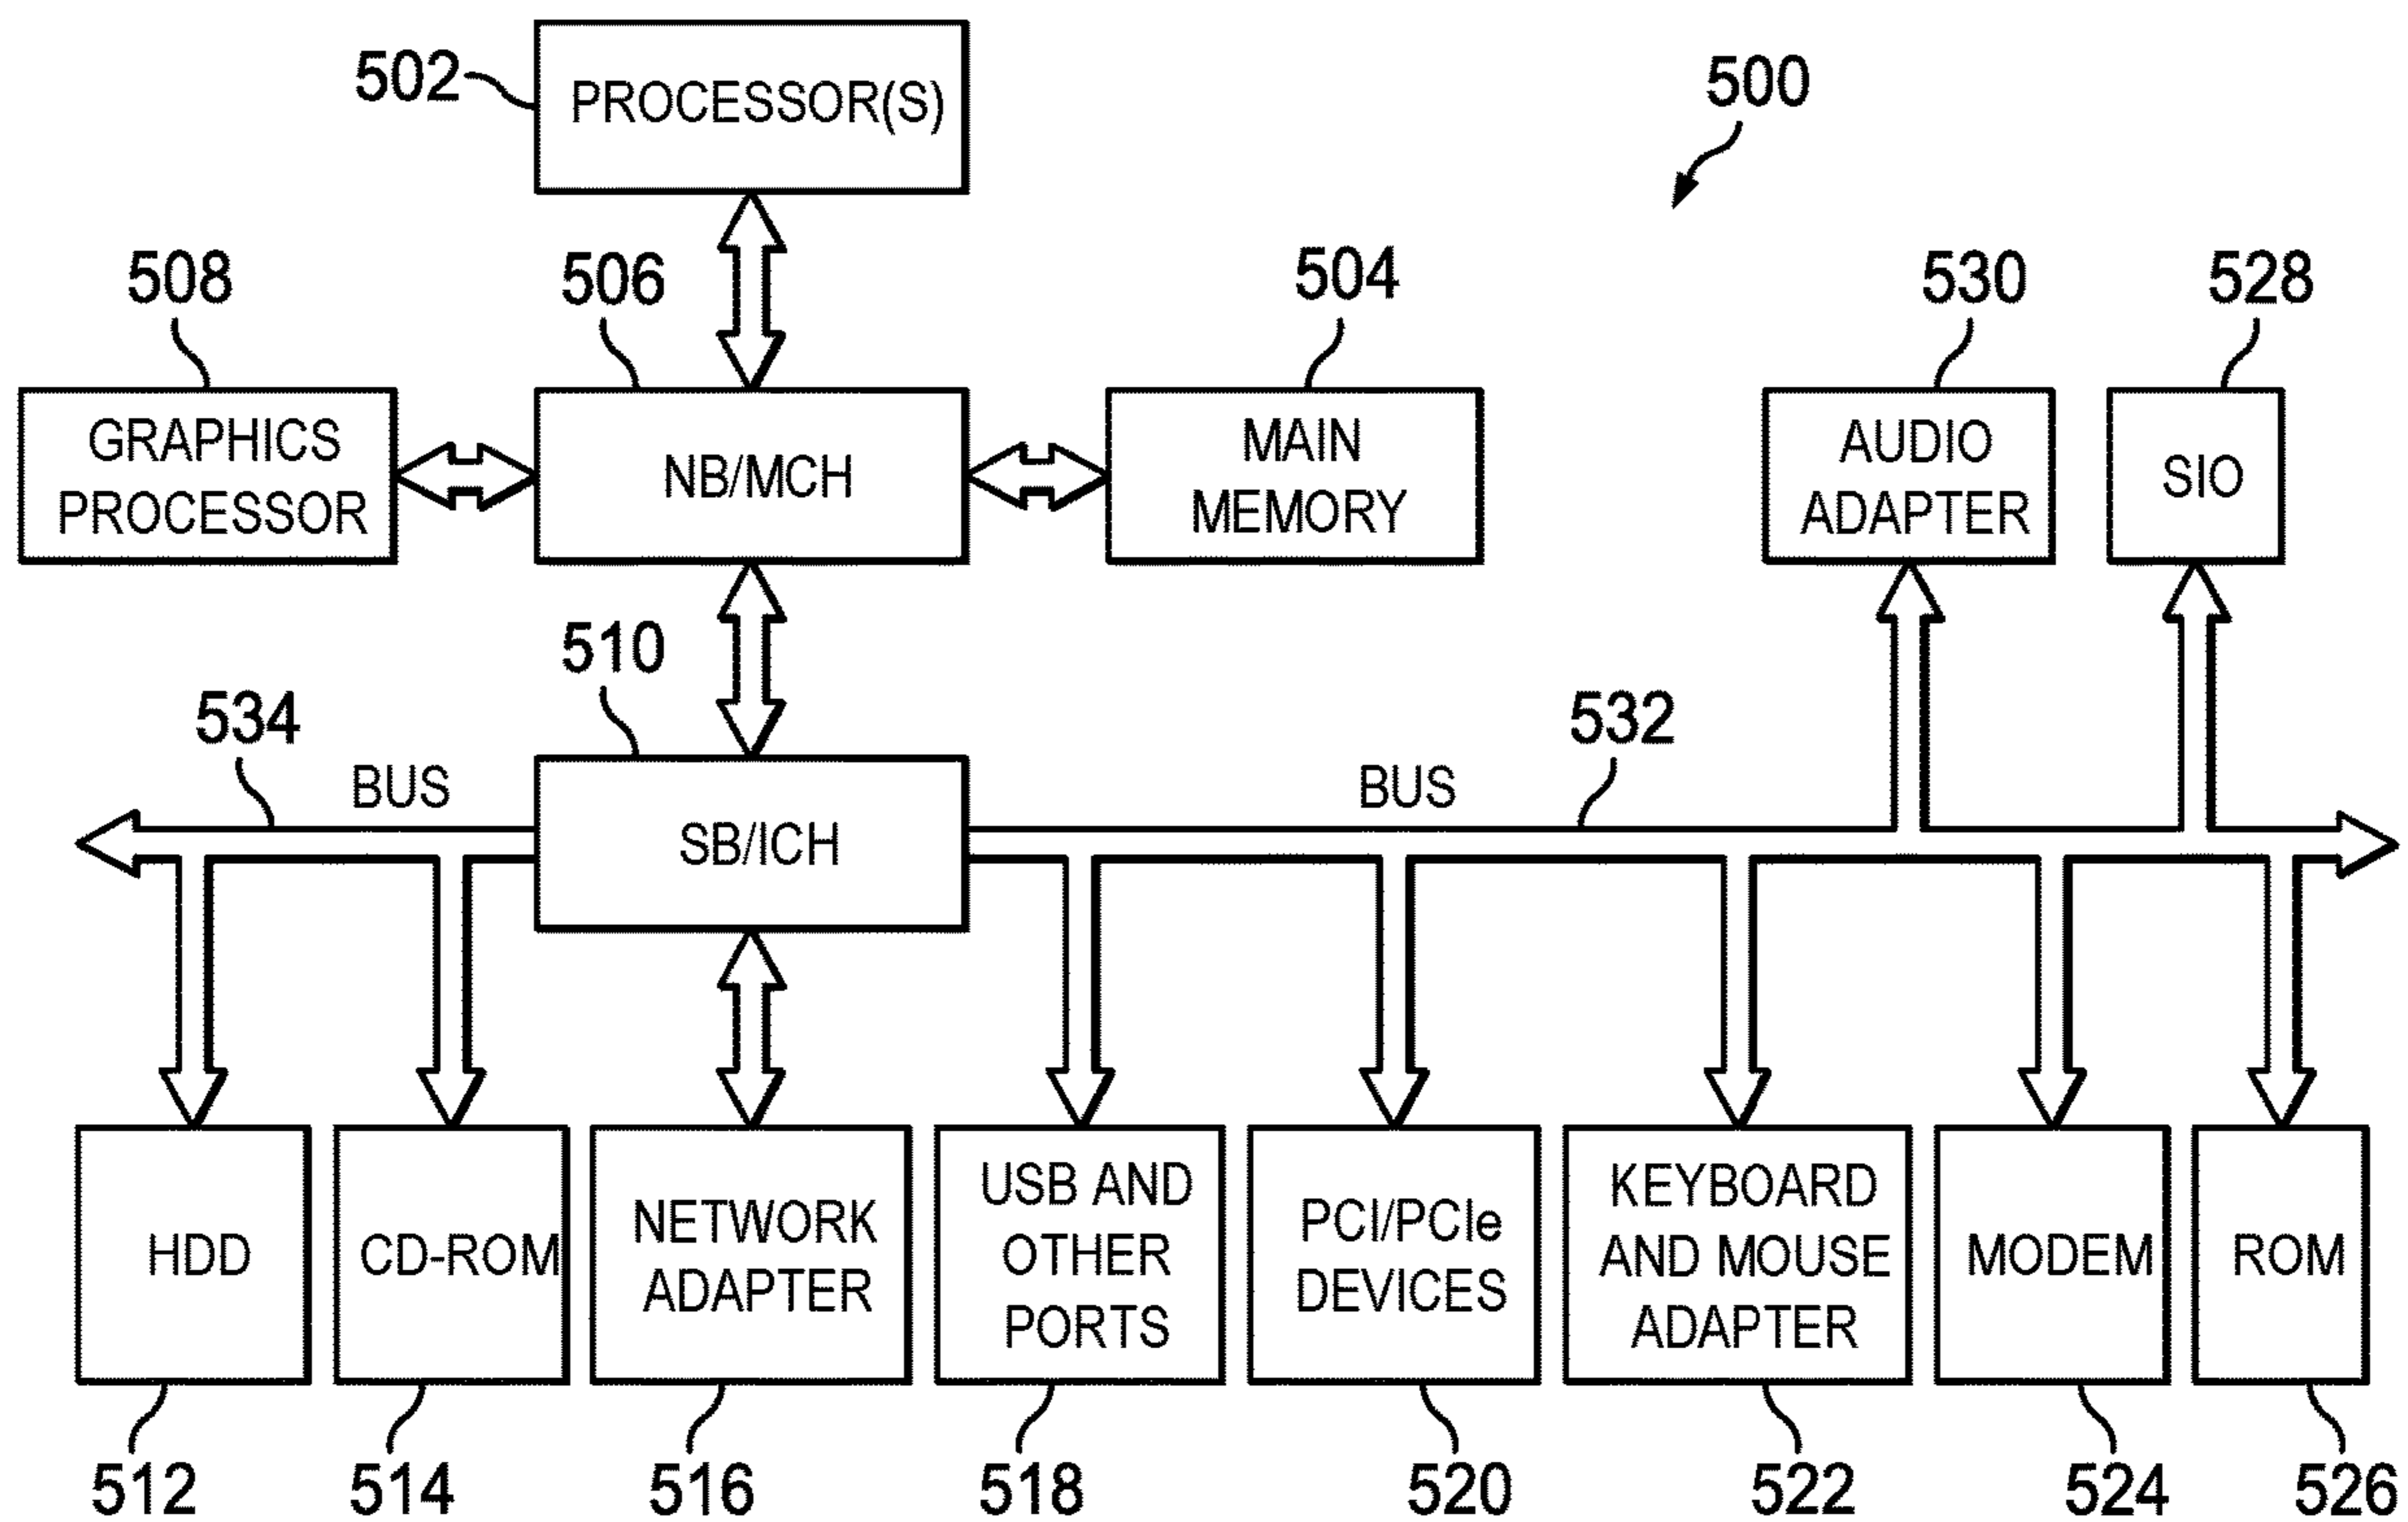 502
PROCESSOR(S)
500
508
506
504
530
528
GRAPHICS
PROCESSOR
NB/MCH
MAIN
MEMORY
AUDIO
ADAPTER
SIO
510
534
532
BUS
BUS
SB/ICH
HDD
CD-ROM
NETWORK
ADAPTER
USB AND
OTHER
PORTS
PCI/PCIe
DEVICES
KEYBOARD
AND MOUSE
ADAPTER
MODEM
ROM
512
514
516
518
520
522
524
526